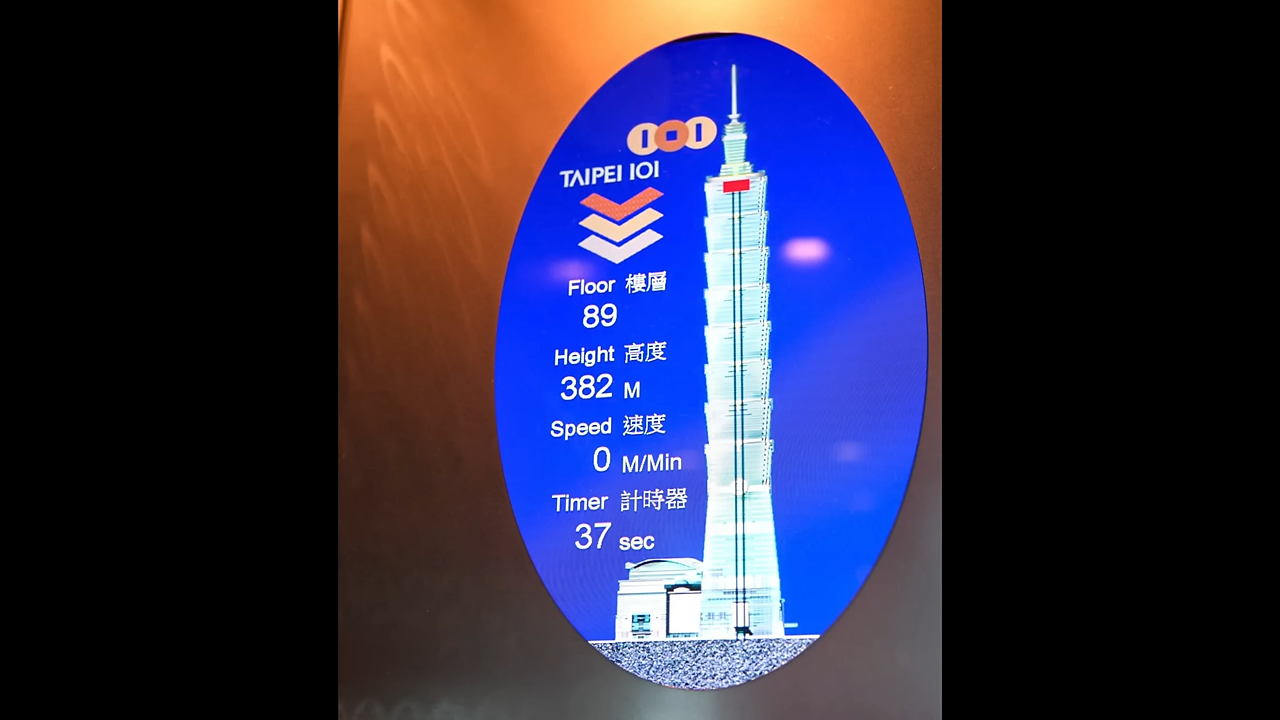 TAIPEI 101
Floor 樓層
89
Height 高度
382 M
Speed 速度
0 M/Min
Timer 計時器
37 sec